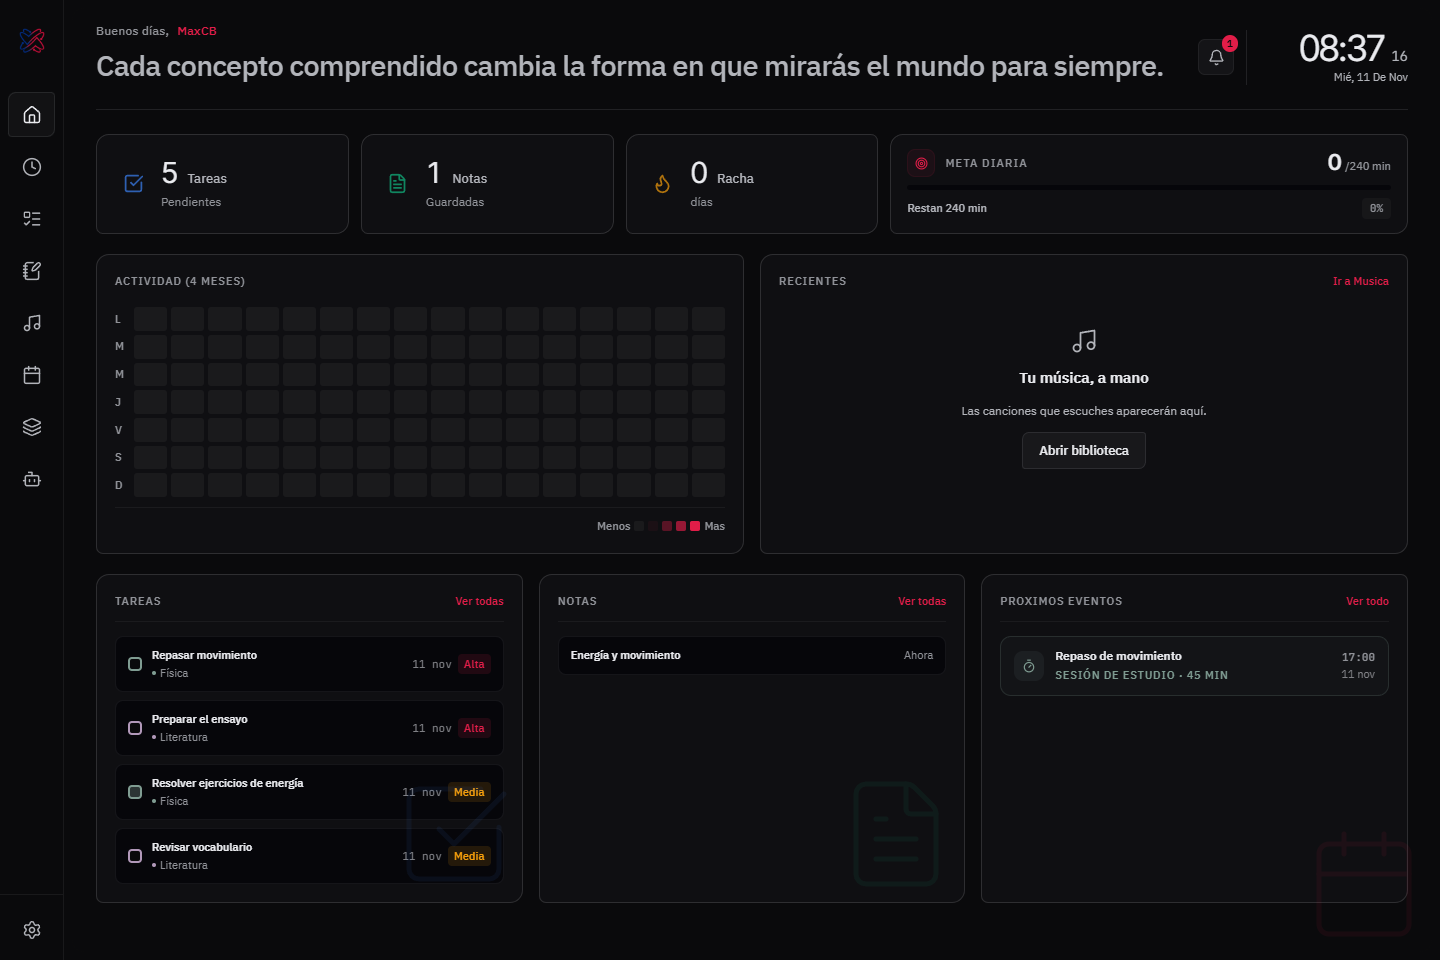 Buenos días, MaxCB
Cada concepto comprendido cambia la forma en que mirarás el mundo para siempre.
1
08:37 16
Mié, 11 De Nov
5 Tareas
Pendientes
1 Notas
Guardadas
0 Racha
días
META DIARIA
0 /240 min
Restan 240 min
0%
ACTIVIDAD (4 MESES)
L
M
M
J
V
S
D
Menos
Mas
RECIENTES
Ir a Musica
Tu música, a mano
Las canciones que escuches aparecerán aquí.
Abrir biblioteca
TAREAS
Ver todas
Repasar movimiento
• Física
11 nov Alta
Preparar el ensayo
• Literatura
11 nov Alta
Resolver ejercicios de energía
• Física
11 nov Media
Revisar vocabulario
• Literatura
11 nov Media
NOTAS
Ver todas
Energía y movimiento
Ahora
PROXIMOS EVENTOS
Ver todo
Repaso de movimiento
17:00
SESIÓN DE ESTUDIO · 45 MIN
11 nov